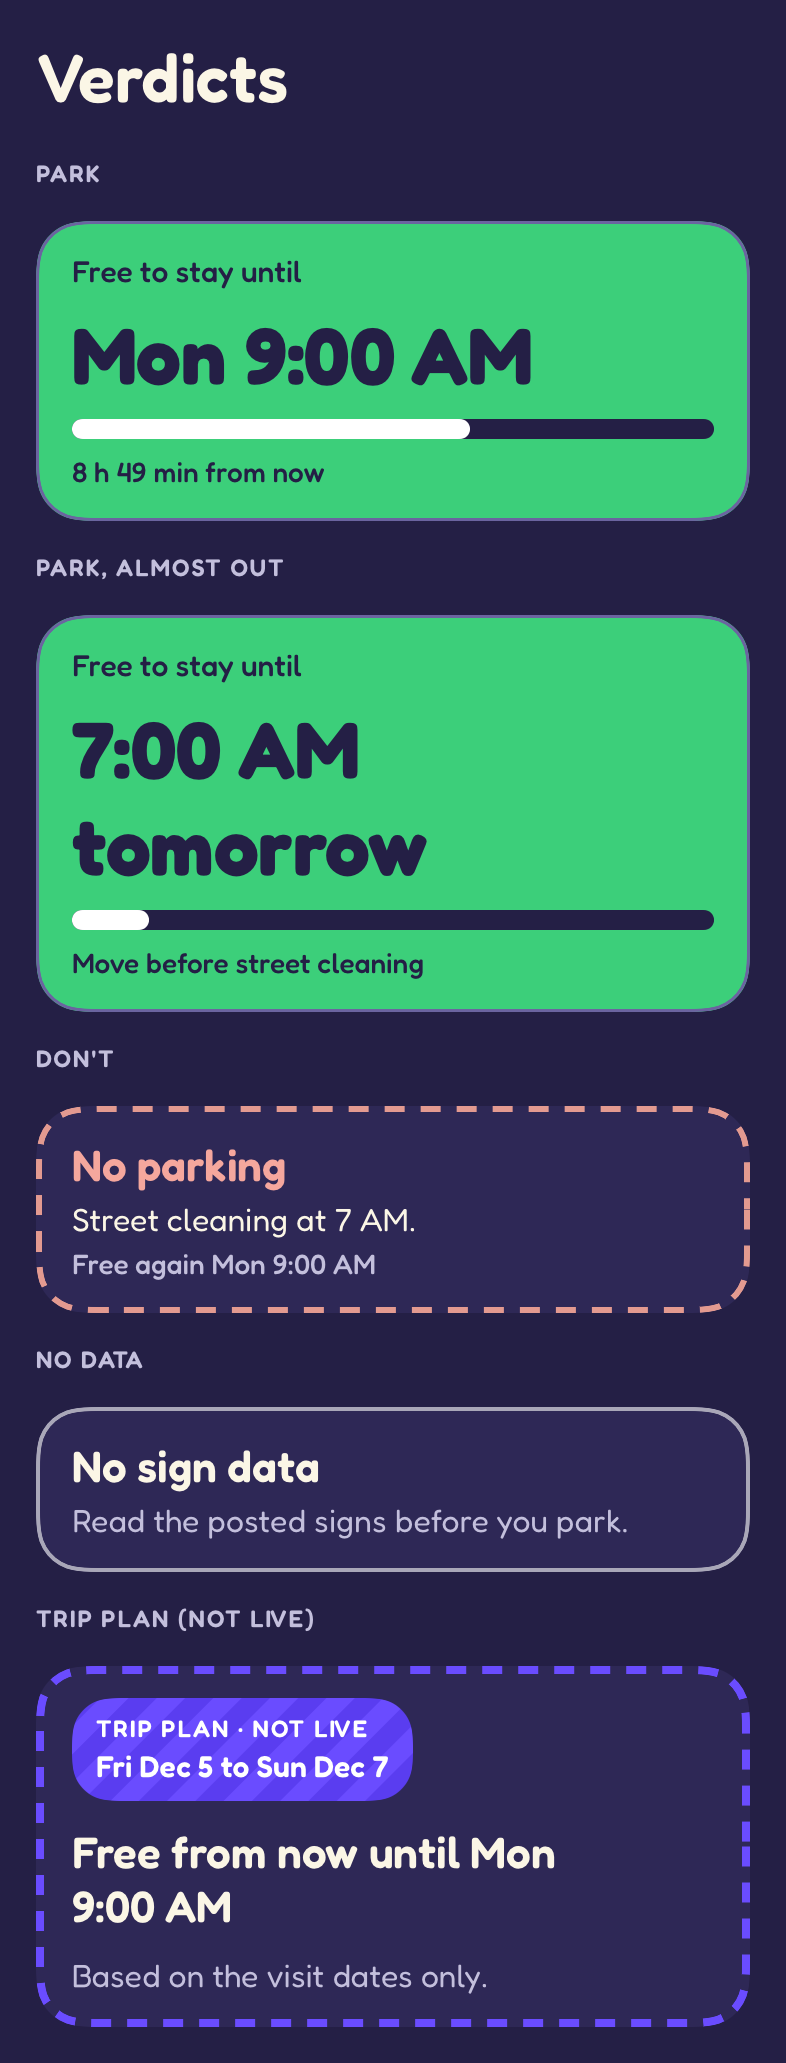 Verdicts
PARK
Free to stay until
Mon 9:00 AM
8 h 49 min from now
PARK, ALMOST OUT
Free to stay until
7:00 AM
tomorrow
Move before street cleaning
DON'T
No parking
Street cleaning at 7 AM.
Free again Mon 9:00 AM
NO DATA
No sign data
Read the posted signs before you park.
TRIP PLAN (NOT LIVE)
TRIP PLAN · NOT LIVE
Fri Dec 5 to Sun Dec 7
Free from now until Mon
9:00 AM
Based on the visit dates only.